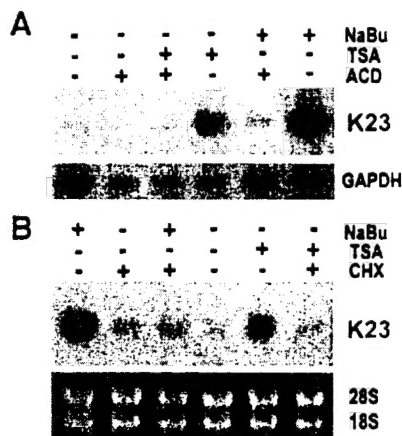 A
- - - - + + NaBu
- - + + - - TSA
- + + - + - ACD
K23
GAPDH
B
+ - + - - - NaBu
- - - - + + TSA
- + + - - + CHX
K23
28S
18S